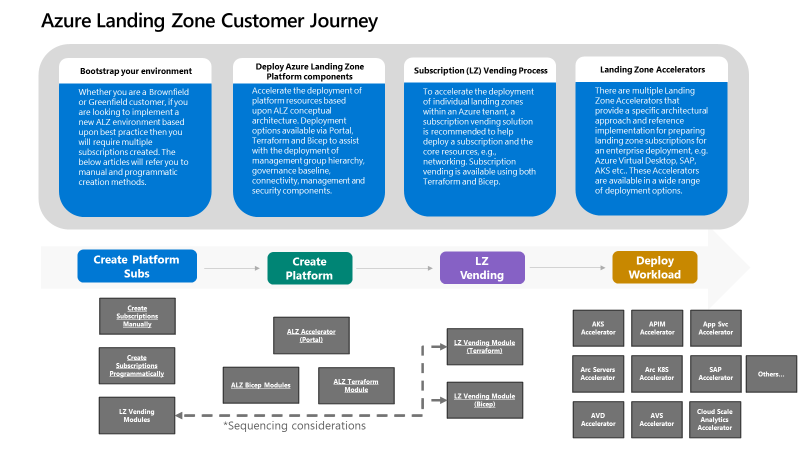 Azure Landing Zone Customer Journey
Bootstrap your environment
Whether you are a Brownfield
or Greenfield customer, if you
are looking to implement a
new ALZ environment based
upon best practice then you
will require multiple
subscriptions created. The
below articles will refer you to
manual and programmatic
creation methods.
Deploy Azure Landing Zone
Platform components
Accelerate the deployment of
platform resources based
upon ALZ conceptual
architecture. Deployment
options available via Portal,
Terraform and Bicep to assist
with the deployment of
management group hierarchy,
governance baseline,
connectivity, management and
security components.
Subscription (LZ) Vending Process
To accelerate the deployment
of individual landing zones
within an Azure tenant, a
subscription vending solution
is recommended to help
deploy a subscription and the
core resources, e.g.,
networking. Subscription
vending is available using both
Terraform and Bicep.
Landing Zone Accelerators
There are multiple Landing
Zone Accelerators that
provide a specific architectural
approach and reference
implementation for preparing
landing zone subscriptions for
an enterprise deployment, e.g.
Azure Virtual Desktop, SAP,
AKS etc.. These Accelerators
are available in a wide range
of deployment options.
Create Platform
Subs
Create
Platform
LZ
Vending
Deploy
Workload
Create
Subscriptions
Manually
Create
Subscriptions
Programmatically
LZ Vending
Modules
ALZ Accelerator
(Portal)
ALZ Bicep Modules
ALZ Terraform
Module
*Sequencing considerations
LZ Vending Module
(Terraform)
LZ Vending Module
(Bicep)
AKS
Accelerator
APIM
Accelerator
App Svc
Accelerator
Arc Servers
Accelerator
Arc K8S
Accelerator
SAP
Accelerator
Others...
AVD
Accelerator
AVS
Accelerator
Cloud Scale
Analytics
Accelerator